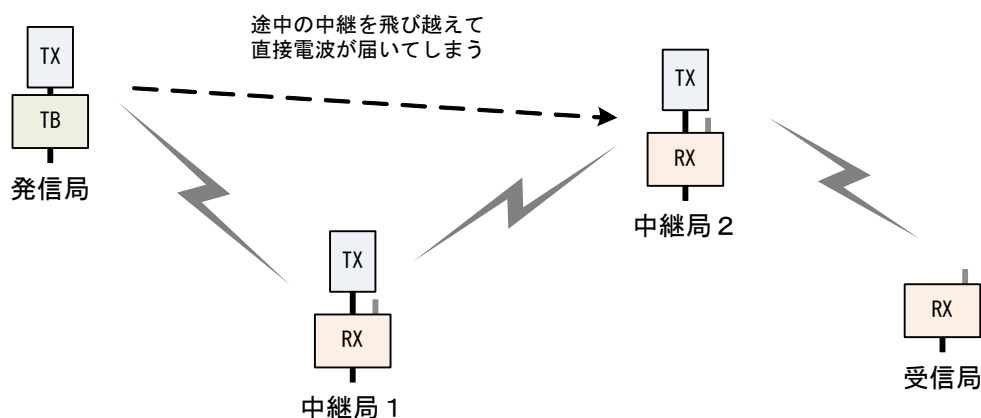 途中の中継を飛び越えて
直接電波が届いてしまう
TX
TB
発信局
TX
RX
中継局1
TX
RX
中継局2
RX
受信局